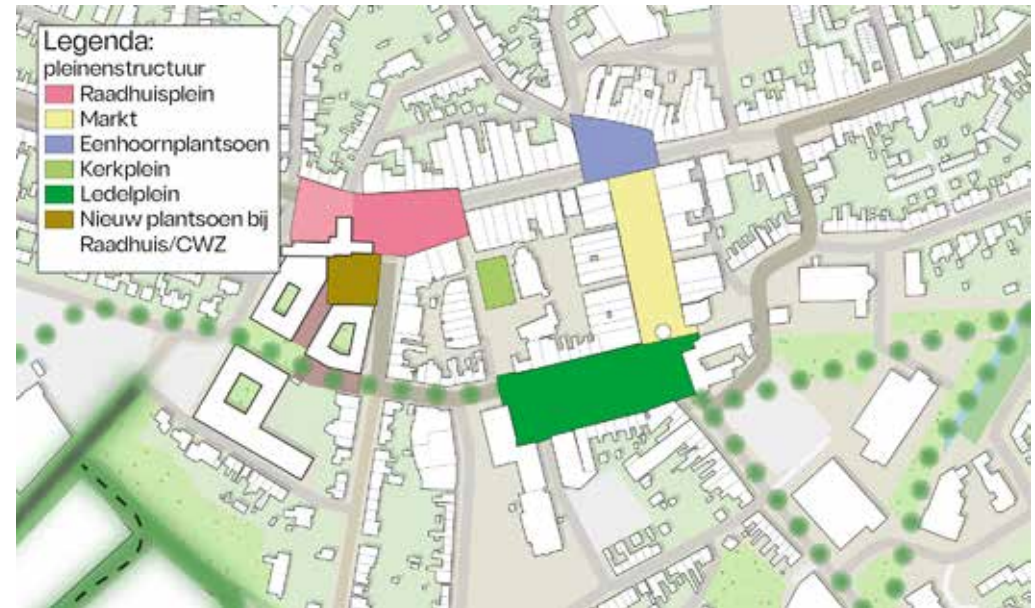 Legenda:
pleinenstructuur
Raadhuisplein
Markt
Eenhoornplantsoen
Kerkplein
Ledelplein
Nieuw plantsoen bij
Raadhuis/CWZ